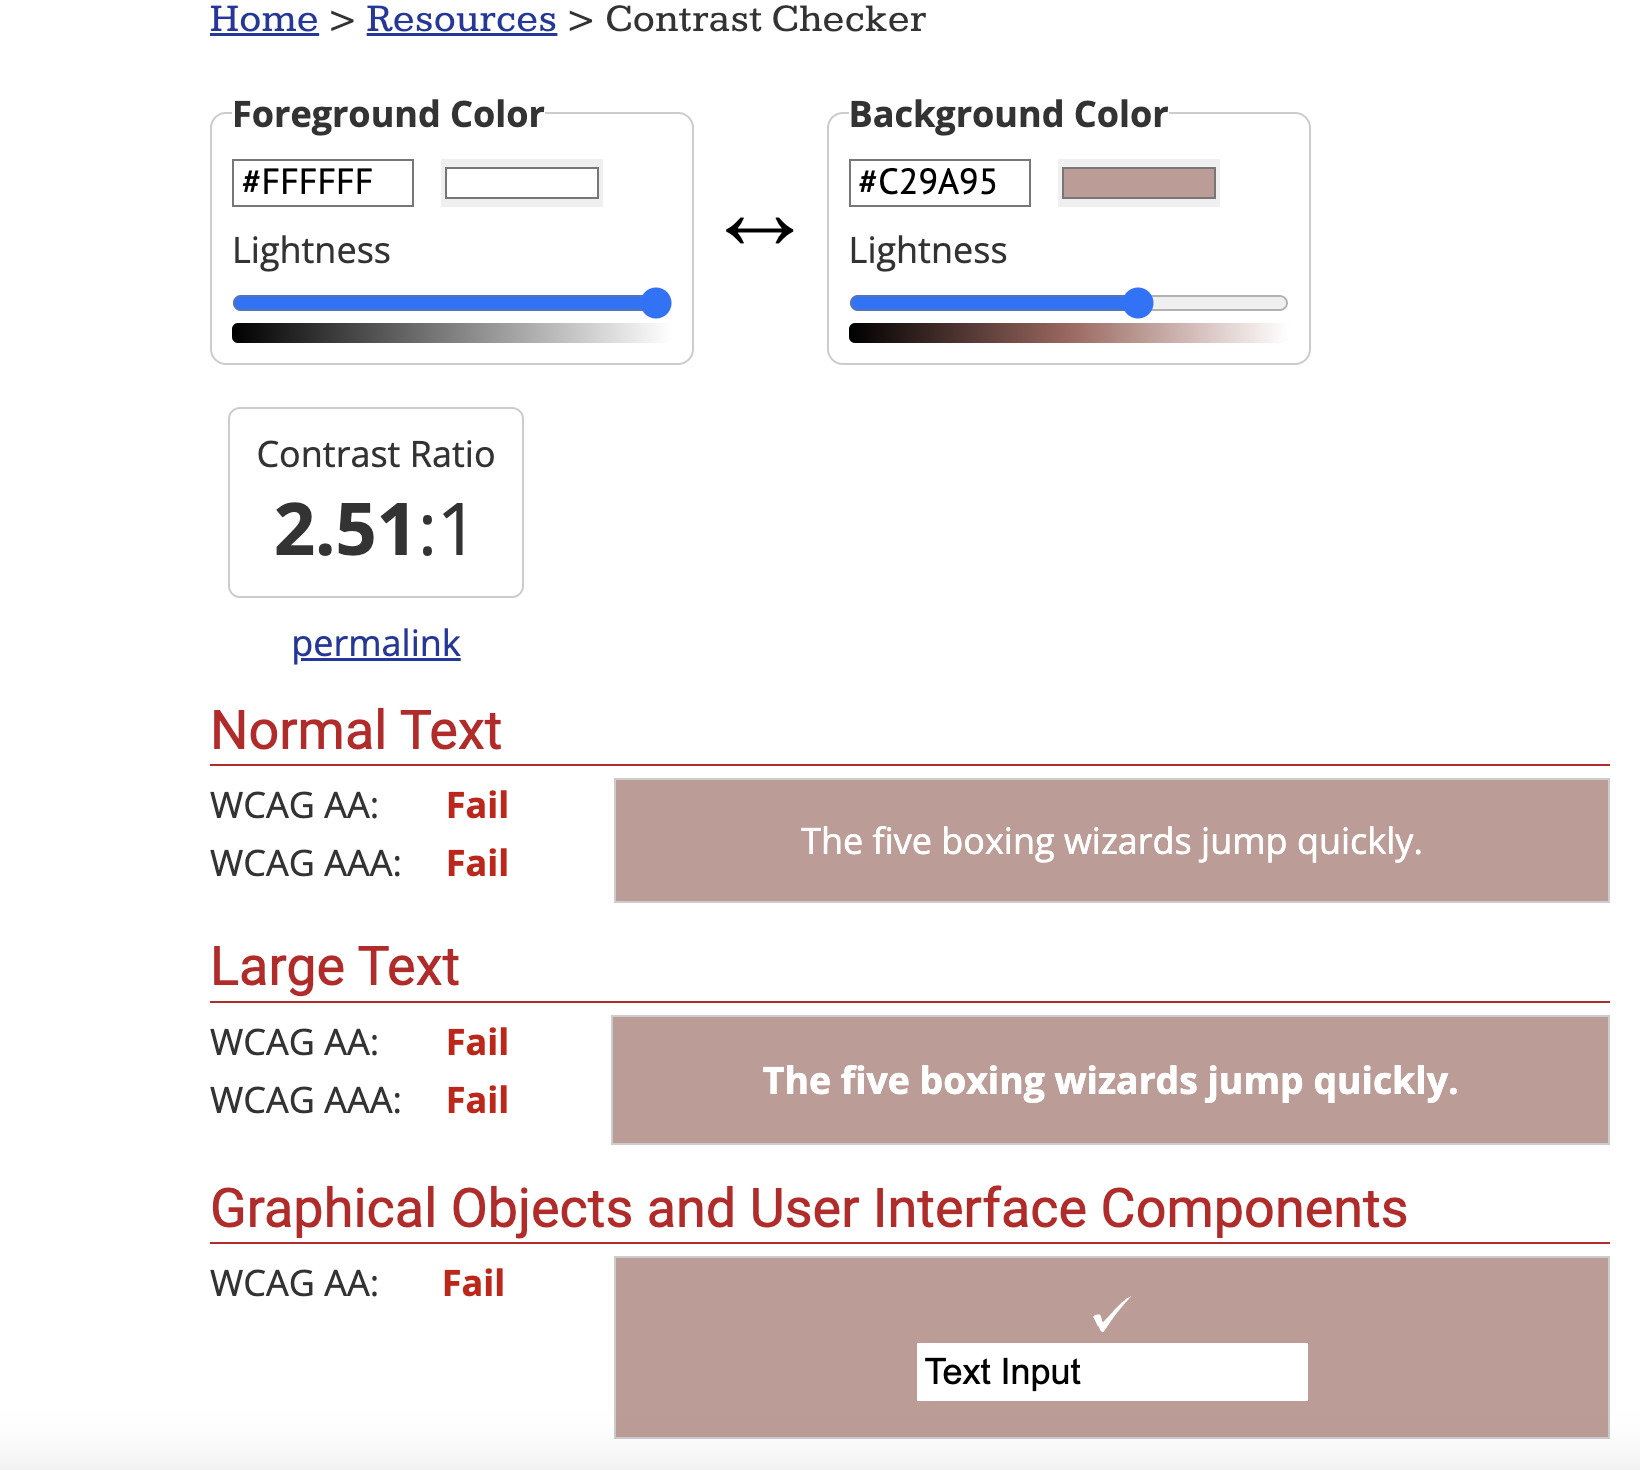 Home > Resources > Contrast Checker
Foreground Color
#FFFFFF
Lightness
Background Color
#C29A95
Lightness
Contrast Ratio
2.51:1
permalink
Normal Text
WCAG AA: Fail
WCAG AAA: Fail
The five boxing wizards jump quickly.
Large Text
WCAG AA: Fail
WCAG AAA: Fail
The five boxing wizards jump quickly.
Graphical Objects and User Interface Components
WCAG AA: Fail
Text Input